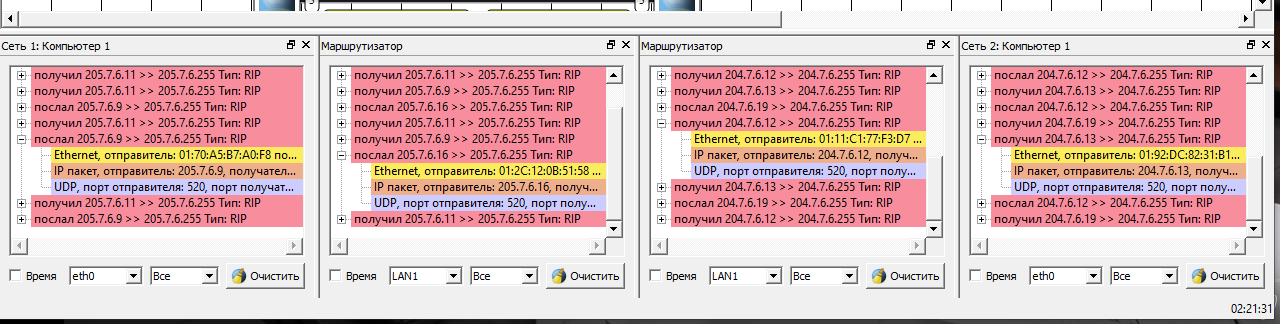 Сеть 1: Компьютер 1
получил 205.7.6.11 >> 205.7.6.255 Тип: RIP
получил 205.7.6.11 >> 205.7.6.255 Тип: RIP
послал 205.7.6.9 >> 205.7.6.255 Тип: RIP
получил 205.7.6.11 >> 205.7.6.255 Тип: RIP
послал 205.7.6.9 >> 205.7.6.255 Тип: RIP
Ethernet, отправитель: 01:70:A5:B7:A0:F8 по...
IP пакет, отправитель: 205.7.6.9, получател...
UDP, порт отправителя: 520, порт получат...
получил 205.7.6.11 >> 205.7.6.255 Тип: RIP
послал 205.7.6.9 >> 205.7.6.255 Тип: RIP
Время eth0 Все Очистить
Маршрутизатор
получил 205.7.6.11 >> 205.7.6.255 Тип: RIP
получил 205.7.6.9 >> 205.7.6.255 Тип: RIP
послал 205.7.6.16 >> 205.7.6.255 Тип: RIP
получил 205.7.6.11 >> 205.7.6.255 Тип: RIP
получил 205.7.6.9 >> 205.7.6.255 Тип: RIP
послал 205.7.6.16 >> 205.7.6.255 Тип: RIP
Ethernet, отправитель: 01:2C:12:0B:51:58 ...
IP пакет, отправитель: 205.7.6.16, получ...
UDP, порт отправителя: 520, порт полу...
получил 205.7.6.11 >> 205.7.6.255 Тип: RIP
Время LAN1 Все Очистить
Маршрутизатор
получил 204.7.6.12 >> 204.7.6.255 Тип: RIP
получил 204.7.6.13 >> 204.7.6.255 Тип: RIP
послал 204.7.6.19 >> 204.7.6.255 Тип: RIP
получил 204.7.6.12 >> 204.7.6.255 Тип: RIP
Ethernet, отправитель: 01:11:C1:77:F3:D7 ...
IP пакет, отправитель: 204.7.6.12, получ...
UDP, порт отправителя: 520, порт полу...
получил 204.7.6.13 >> 204.7.6.255 Тип: RIP
послал 204.7.6.19 >> 204.7.6.255 Тип: RIP
получил 204.7.6.12 >> 204.7.6.255 Тип: RIP
Время LAN1 Все Очистить
Сеть 2: Компьютер 1
послал 204.7.6.12 >> 204.7.6.255 Тип: RIP
получил 204.7.6.13 >> 204.7.6.255 Тип: RIP
послал 204.7.6.12 >> 204.7.6.255 Тип: RIP
получил 204.7.6.19 >> 204.7.6.255 Тип: RIP
получил 204.7.6.13 >> 204.7.6.255 Тип: RIP
Ethernet, отправитель: 01:92:DC:82:31:B1...
IP пакет, отправитель: 204.7.6.13, получ...
UDP, порт отправителя: 520, порт полу...
послал 204.7.6.12 >> 204.7.6.255 Тип: RIP
получил 204.7.6.19 >> 204.7.6.255 Тип: RIP
Время eth0 Все Очистить
02:21:31